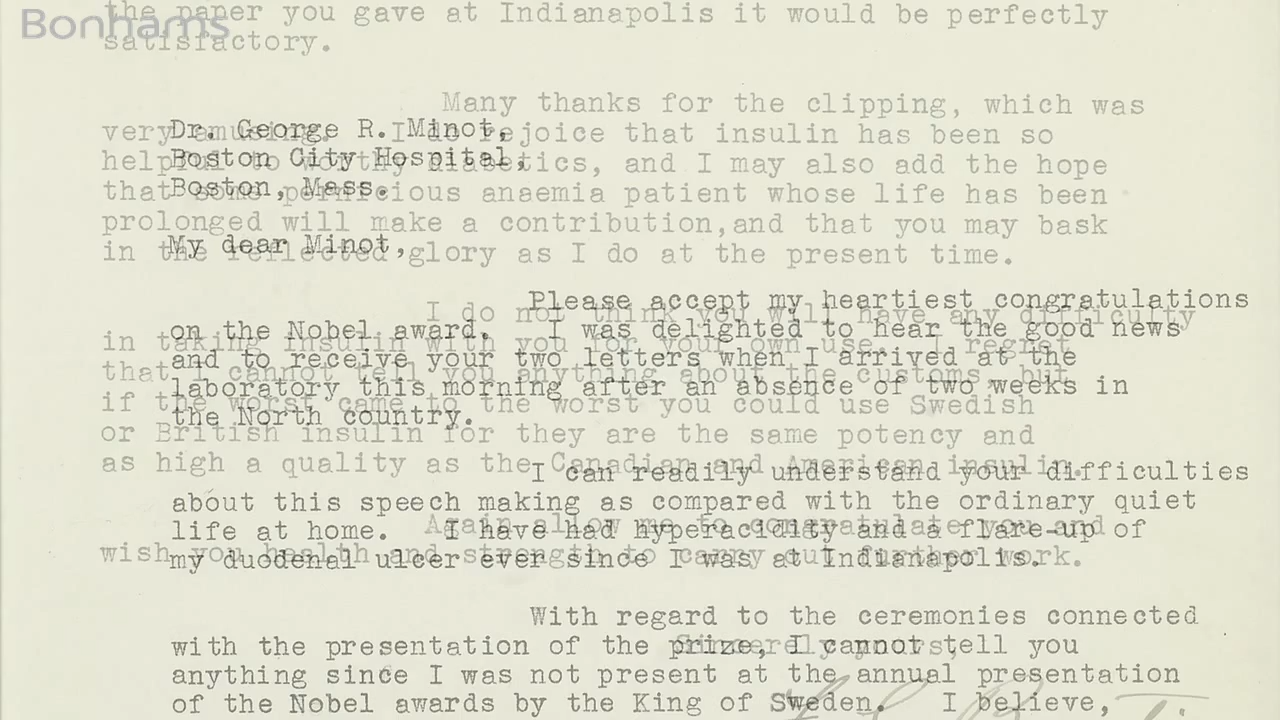 Bonhams
the paper you gave at Indianapolis it would be perfectly
satisfactory.
Many thanks for the clipping, which was
very amusing. I do rejoice that insulin has been so
helpful to worthy diabetics, and I may also add the hope
that some pernicious anaemia patient whose life has been
prolonged will make a contribution,and that you may bask
in the reflected glory as I do at the present time.
I do not think you will have any difficulty
in taking insulin with you for your own use. I regret
that I cannot tell you anything about the customs, but
if the worst came to the worst you could use Swedish
or British insulin for they are the same potency and
as high a quality as the Canadian and American insulin.
Again allow me to congratulate you and
wish you health and strength to carry out further work.
Sincerely yours,
Dr. George R. Minot,
Boston City Hospital,
Boston, Mass.
My dear Minot,
Please accept my heartiest congratulations
on the Nobel award. I was delighted to hear the good news
and to receive your two letters when I arrived at the
laboratory this morning after an absence of two weeks in
the North country.
I can readily understand your difficulties
about this speech making as compared with the ordinary quiet
life at home. I have had hyperacidity and a flare-up of
my duodenal ulcer ever since I was at Indianapolis.
With regard to the ceremonies connected
with the presentation of the prize, I cannot tell you
anything since I was not present at the annual presentation
of the Nobel awards by the King of Sweden. I believe,